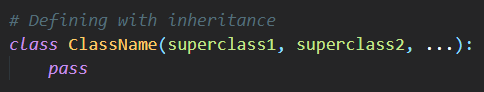 # Defining with inheritance
class ClassName(superclass1, superclass2, ...):
    pass